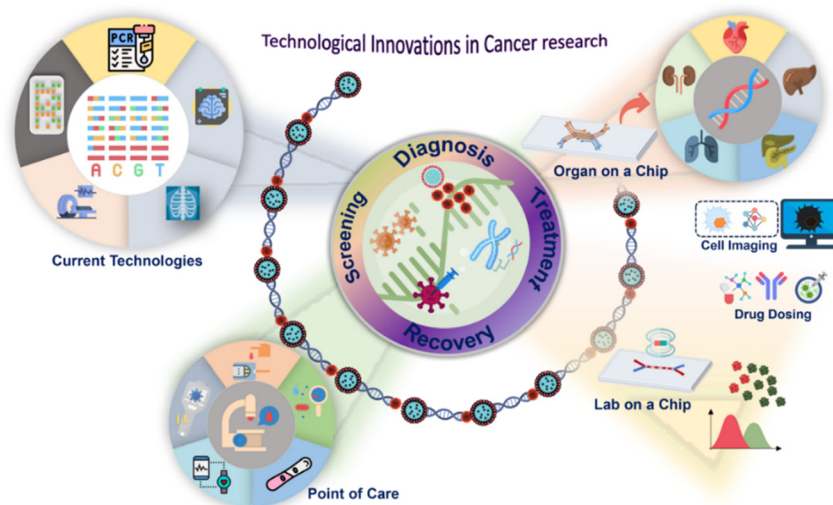 Technological Innovations in Cancer research
PCR
A C G T
Current Technologies
Screening
Diagnosis
Treatment
Recovery
Organ on a Chip
Cell Imaging
Drug Dosing
Lab on a Chip
Point of Care